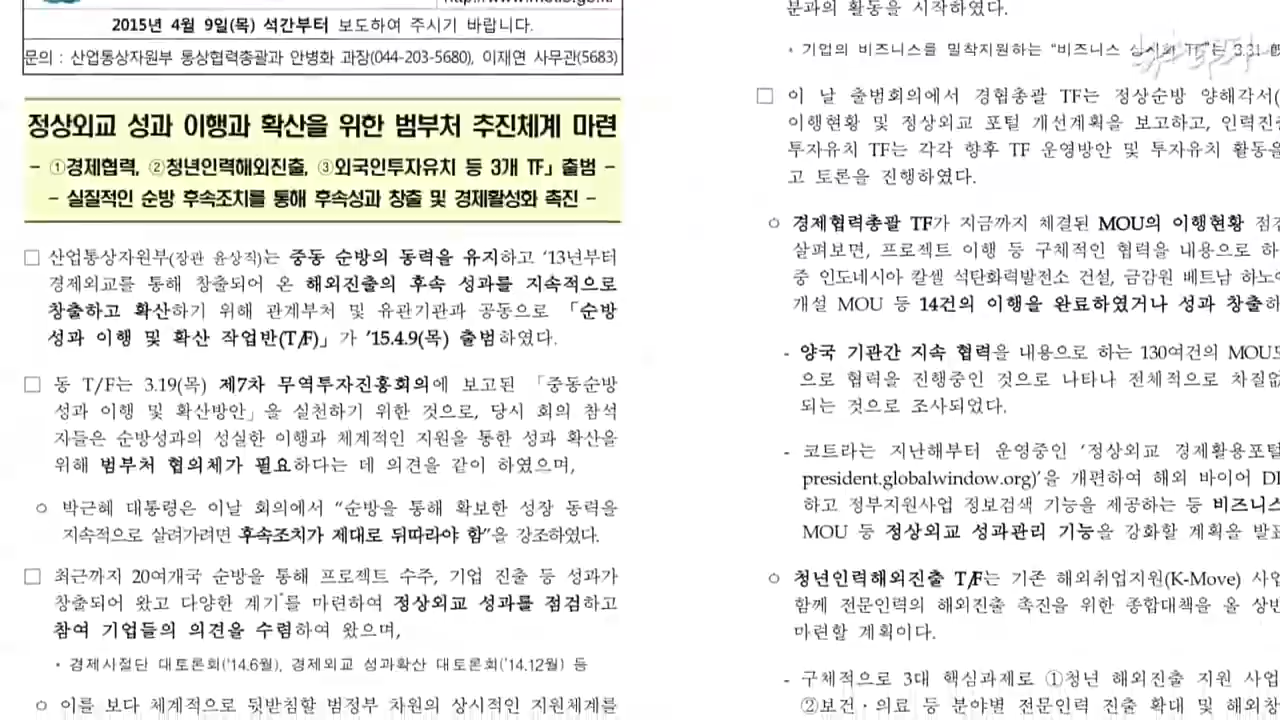 2015년 4월 9일(목) 석간부터 보도하여 주시기 바랍니다.
문의 : 산업통상자원부 통상협력총괄과 안병화 과장(044-203-5680), 이재연 사무관(5683)
정상외교 성과 이행과 확산을 위한 범부처 추진체계 마련
- ①경제협력, ②청년인력해외진출, ③외국인투자유치 등 3개 TF」 출범 -
- 실질적인 순방 후속조치를 통해 후속성과 창출 및 경제활성화 촉진 -
□ 산업통상자원부(장관 윤상직)는 중동 순방의 동력을 유지하고 '13년부터
경제외교를 통해 창출되어 온 해외진출의 후속 성과를 지속적으로
창출하고 확산하기 위해 관계부처 및 유관기관과 공동으로 「순방
성과 이행 및 확산 작업반(T/F)」가 '15.4.9(목) 출범하였다.
□ 동 T/F는 3.19(목) 제7차 무역투자진흥회의에 보고된 「중동순방
성과 이행 및 확산방안」을 실천하기 위한 것으로, 당시 회의 참석
자들은 순방성과의 성실한 이행과 체계적인 지원을 통한 성과 확산을
위해 범부처 협의체가 필요하다는 데 의견을 같이 하였으며,
○ 박근혜 대통령은 이날 회의에서 “순방을 통해 확보한 성장 동력을
지속적으로 살려가려면 후속조치가 제대로 뒤따라야 함”을 강조하였다.
□ 최근까지 20여개국 순방을 통해 프로젝트 수주, 기업 진출 등 성과가
창출되어 왔고 다양한 계기*를 마련하여 정상외교 성과를 점검하고
참여 기업들의 의견을 수렴하여 왔으며,
* 경제사절단 대토론회('14.6월), 경제외교 성과확산 대토론회('14.12월) 등
○ 이를 보다 체계적으로 뒷받침할 범정부 차원의 상시적인 지원체계를
분과의 활동을 시작하였다.
* 기업의 비즈니스를 밀착지원하는 “비즈니스 상시화 TF”는 3.31
□ 이 날 출범회의에서 경협총괄 TF는 정상순방 양해각서(
이행현황 및 정상외교 포털 개선계획을 보고하고, 인력진
투자유치 TF는 각각 향후 TF 운영방안 및 투자유치 활동을
고 토론을 진행하였다.
○ 경제협력총괄 TF가 지금까지 체결된 MOU의 이행현황 점검
살펴보면, 프로젝트 이행 등 구체적인 협력을 내용으로 하
중 인도네시아 칼셀 석탄화력발전소 건설, 금감원 베트남 하노이
개설 MOU 등 14건의 이행을 완료하였거나 성과 창출하
- 양국 기관간 지속 협력을 내용으로 하는 130여건의 MOU도
으로 협력을 진행중인 것으로 나타나 전체적으로 차질없
되는 것으로 조사되었다.
- 코트라는 지난해부터 운영중인 '정상외교 경제활용포털
president.globalwindow.org)'을 개편하여 해외 바이어 D
하고 정부지원사업 정보검색 기능을 제공하는 등 비즈니스
MOU 등 정상외교 성과관리 기능을 강화할 계획을 발표
○ 청년인력해외진출 T/F는 기존 해외취업지원(K-Move) 사업
함께 전문인력의 해외진출 촉진을 위한 종합대책을 올 상반
마련할 계획이다.
- 구체적으로 3대 핵심과제로 ①청년 해외진출 지원 사업
②보건·의료 등 분야별 전문인력 진출 확대 및 해외창